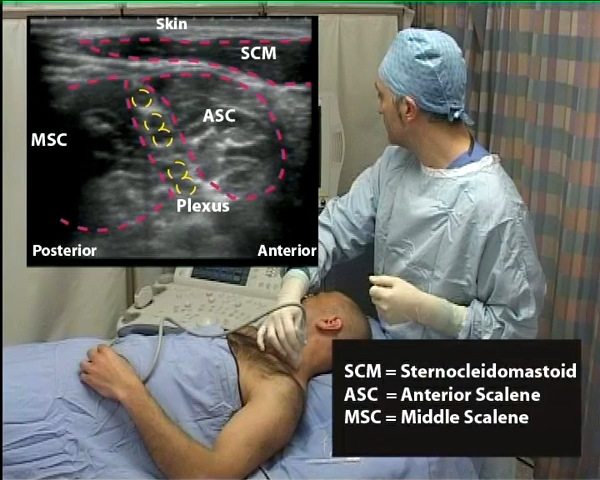 Skin
SCM
ASC
MSC
Plexus
Posterior Anterior
SCM = Sternocleidomastoid
ASC = Anterior Scalene
MSC = Middle Scalene